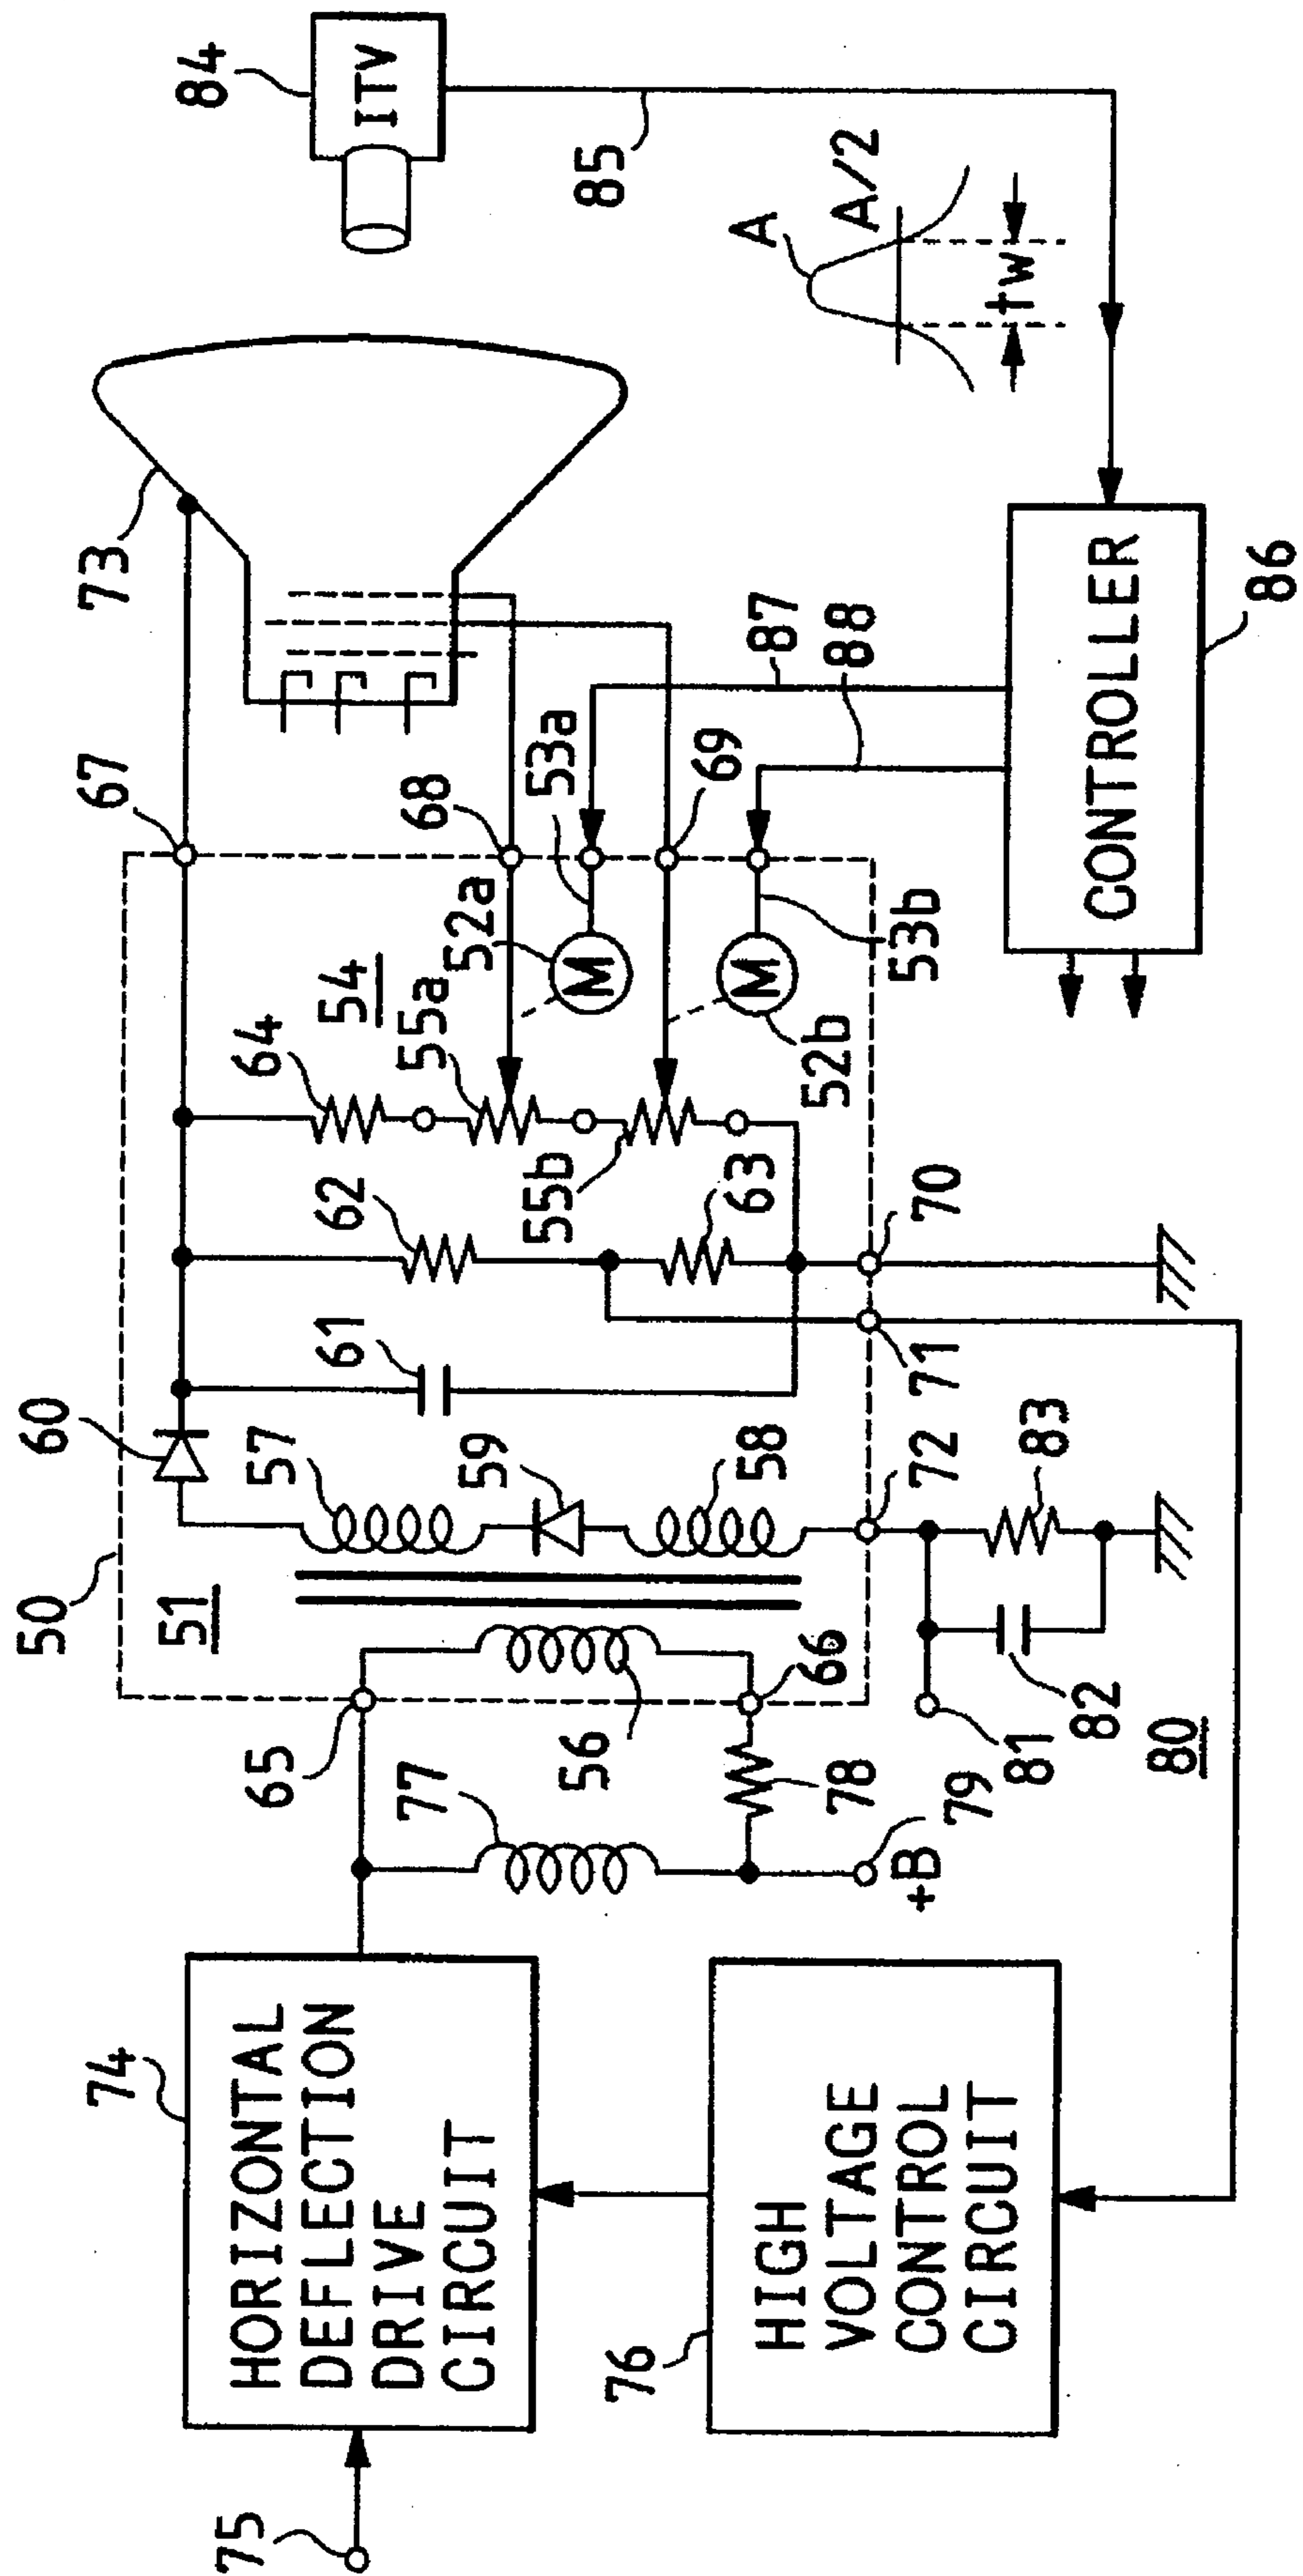 84
ITV
85
A
A/2
tw
73
67
68
53a
87
88
69
CONTROLLER
86
52a
54
55a
64
52b
53b
55b
62
63
70
61
71
60
57
59
58
72
83
50
51
65
56
66
82
81
80
77
78
79
+B
74
HORIZONTAL
DEFLECTION
DRIVE
CIRCUIT
76
HIGH
VOLTAGE
CONTROL
CIRCUIT
75
M
M